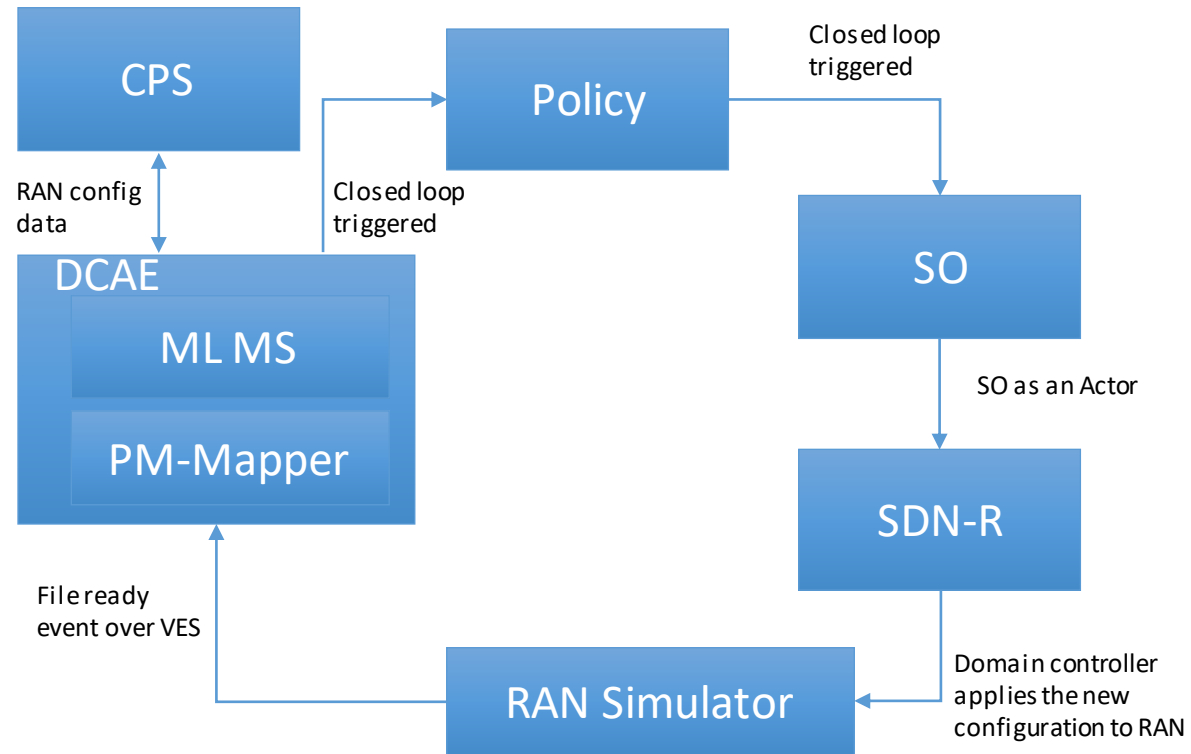 CPS
Policy
Closed loop
triggered
RAN config
data
Closed loop
triggered
DCAE
ML MS
PM-Mapper
SO
SO as an Actor
SDN-R
File ready
event over VES
RAN Simulator
Domain controller
applies the new
configuration to RAN